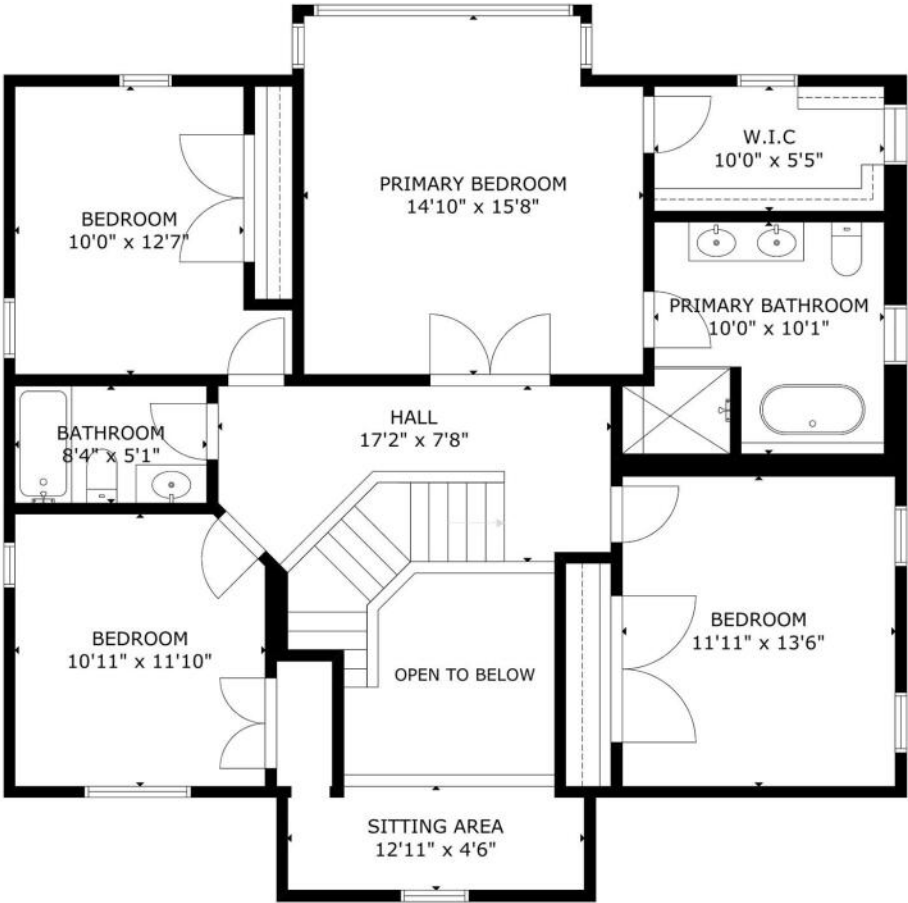 W.I.C
10'0" x 5'5"
PRIMARY BEDROOM
14'10" x 15'8"
BEDROOM
10'0" x 12'7"
PRIMARY BATHROOM
10'0" x 10'1"
HALL
17'2" x 7'8"
BATHROOM
8'4" x 5'1"
BEDROOM
11'11" x 13'6"
BEDROOM
10'11" x 11'10"
OPEN TO BELOW
SITTING AREA
12'11" x 4'6"